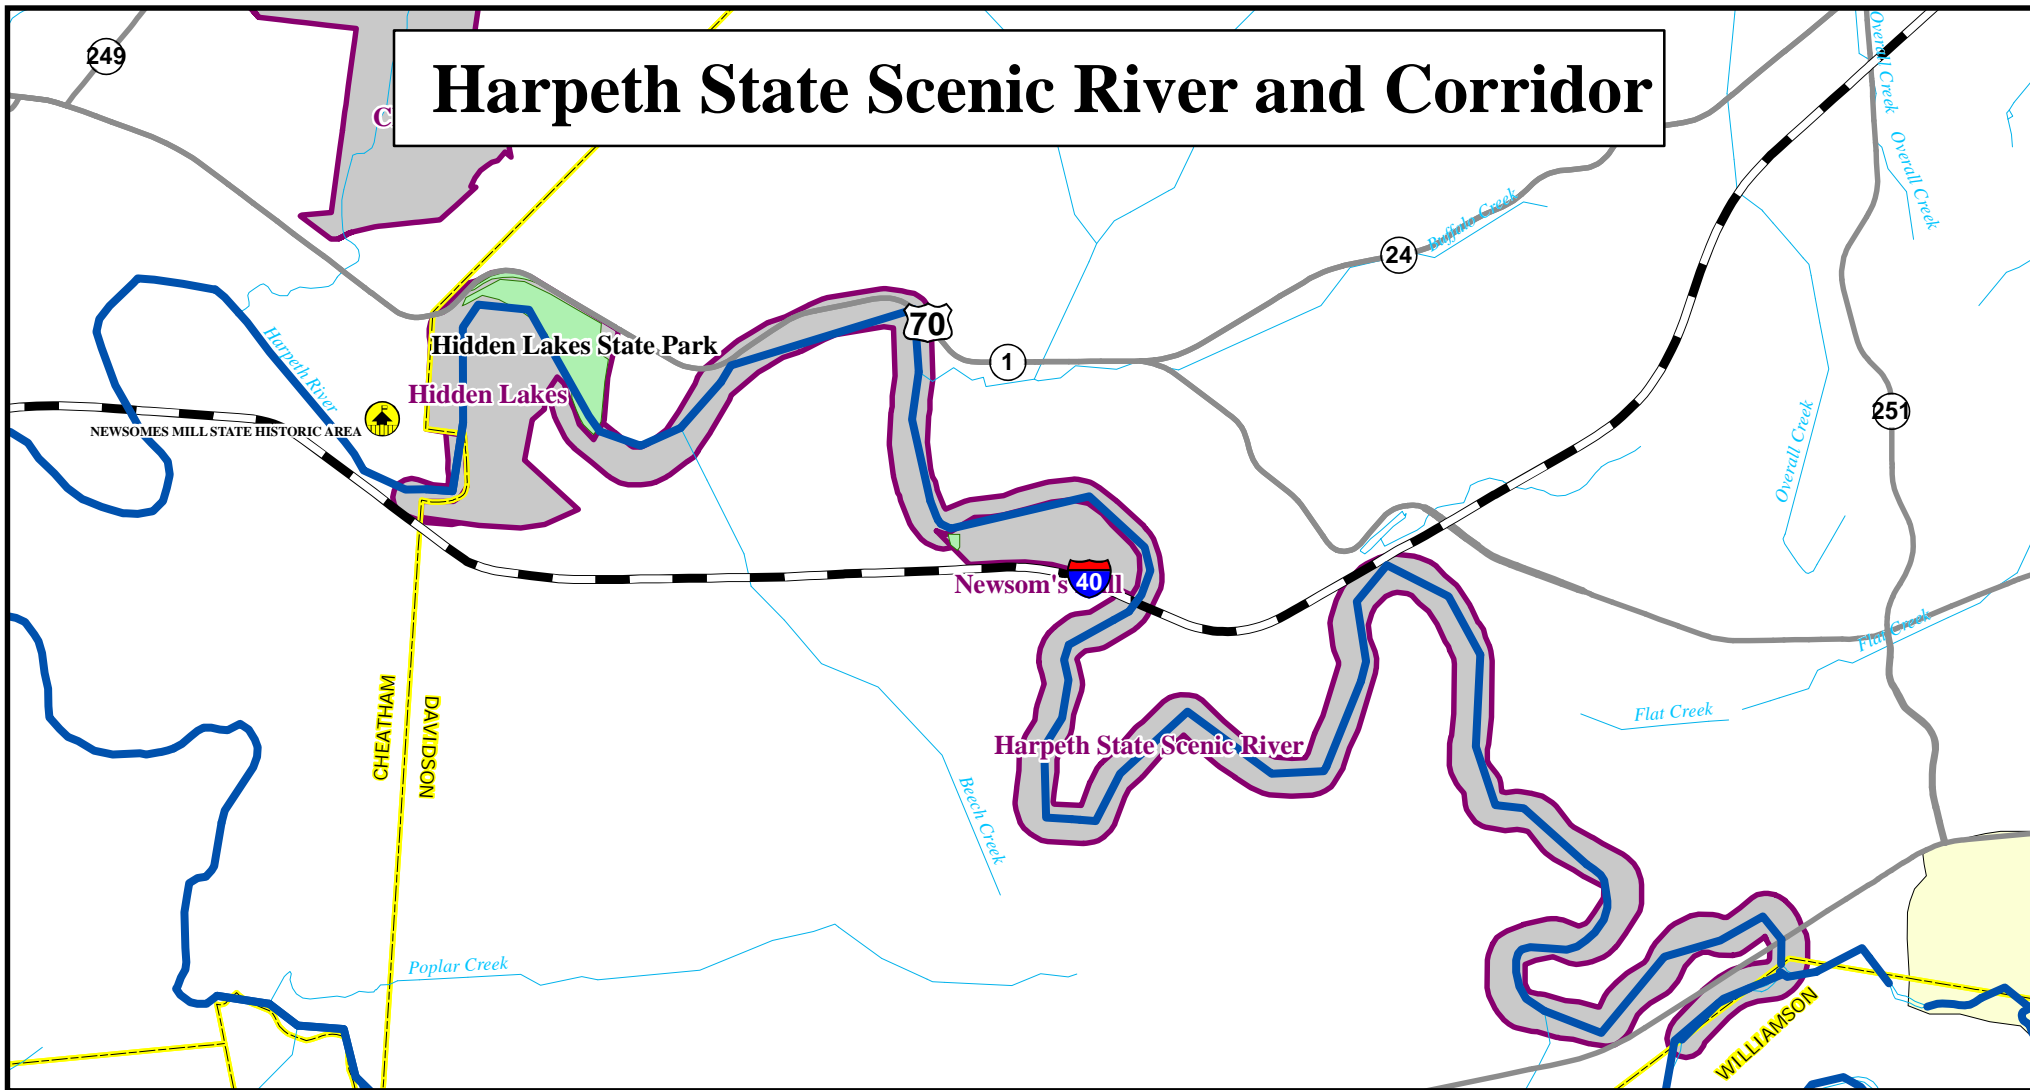 Harpeth State Scenic River and Corridor
249
Overall Creek
Overall Creek
Buffalo Creek
24
70
1
Hidden Lakes State Park
Hidden Lakes
Harpeth River
NEWSOMES MILL STATE HISTORIC AREA
251
Overall Creek
Newsom's
40
Flat Creek
Flat Creek
CHEATHAM
DAVIDSON
Harpeth State Scenic River
Beech Creek
Poplar Creek
WILLIAMSON